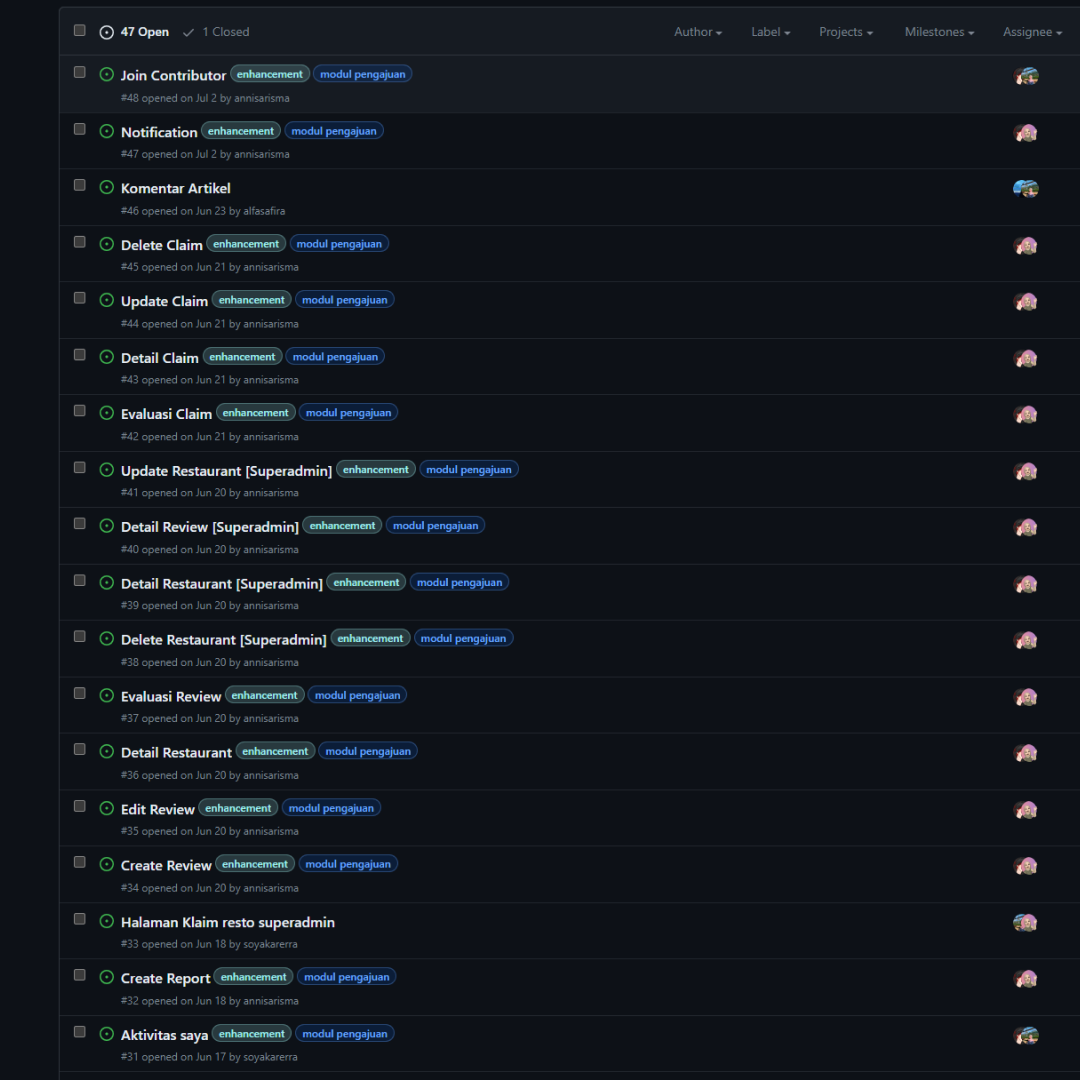 47 Open 1 Closed Author Label Projects Milestones Assignee
Join Contributor enhancement modul pengajuan
#48 opened on Jul 2 by annisarisma
Notification enhancement modul pengajuan
#47 opened on Jul 2 by annisarisma
Komentar Artikel
#46 opened on Jun 23 by alfasafira
Delete Claim enhancement modul pengajuan
#45 opened on Jun 21 by annisarisma
Update Claim enhancement modul pengajuan
#44 opened on Jun 21 by annisarisma
Detail Claim enhancement modul pengajuan
#43 opened on Jun 21 by annisarisma
Evaluasi Claim enhancement modul pengajuan
#42 opened on Jun 21 by annisarisma
Update Restaurant [Superadmin] enhancement modul pengajuan
#41 opened on Jun 20 by annisarisma
Detail Review [Superadmin] enhancement modul pengajuan
#40 opened on Jun 20 by annisarisma
Detail Restaurant [Superadmin] enhancement modul pengajuan
#39 opened on Jun 20 by annisarisma
Delete Restaurant [Superadmin] enhancement modul pengajuan
#38 opened on Jun 20 by annisarisma
Evaluasi Review enhancement modul pengajuan
#37 opened on Jun 20 by annisarisma
Detail Restaurant enhancement modul pengajuan
#36 opened on Jun 20 by annisarisma
Edit Review enhancement modul pengajuan
#35 opened on Jun 20 by annisarisma
Create Review enhancement modul pengajuan
#34 opened on Jun 20 by annisarisma
Halaman Klaim resto superadmin
#33 opened on Jun 18 by soyakarerra
Create Report enhancement modul pengajuan
#32 opened on Jun 18 by annisarisma
Aktivitas saya enhancement modul pengajuan
#31 opened on Jun 17 by soyakarerra